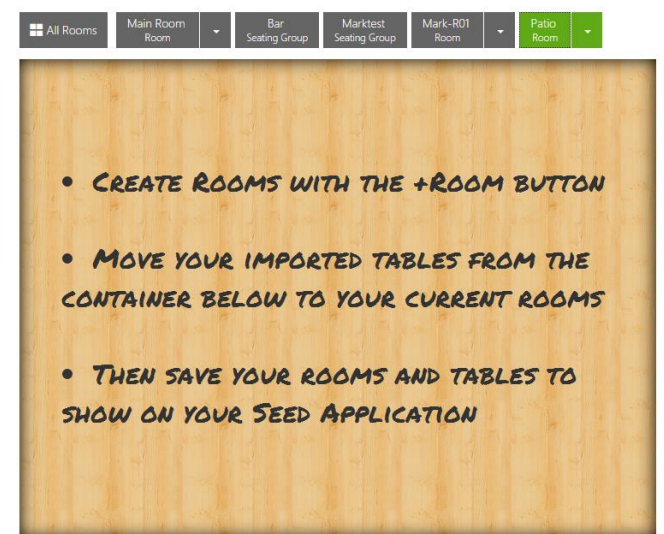 All Rooms
Main Room
Room
Bar
Seating Group
Marktest
Seating Group
Mark-R01
Room
Patio
Room
• Create Rooms with the +Room button
• Move your imported tables from the
container below to your current rooms
• Then save your rooms and tables to
show on your Seed Application